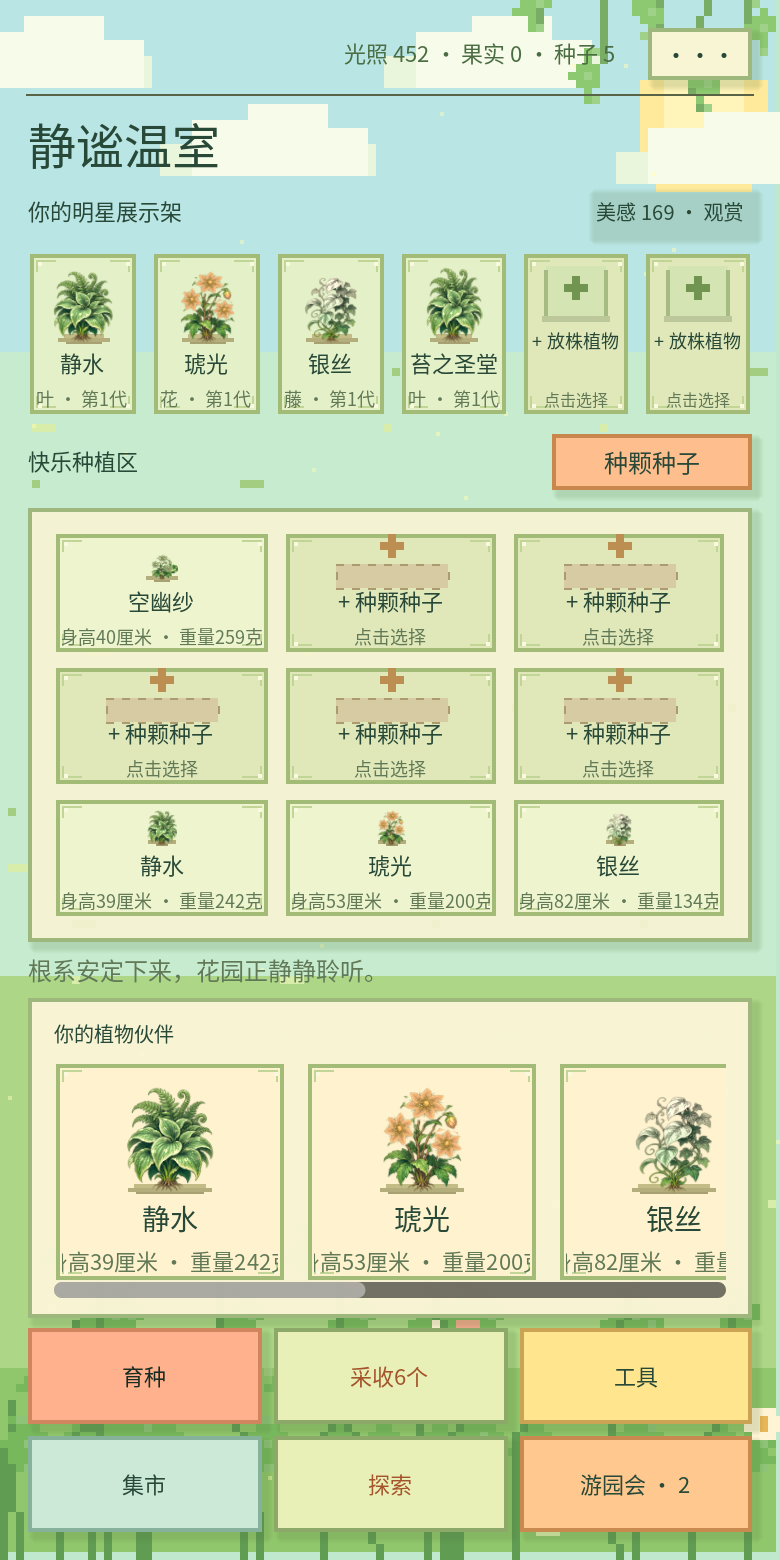 光照 452 · 果实 0 · 种子 5
• • •
静谧温室
你的明星展示架
美感 169 · 观赏
静水
叶 · 第1代
琥光
花 · 第1代
银丝
藤 · 第1代
苔之圣堂
叶 · 第1代
+ 放株植物
点击选择
+ 放株植物
点击选择
快乐种植区
种颗种子
空幽纱
身高40厘米 · 重量259克
+ 种颗种子
点击选择
+ 种颗种子
点击选择
+ 种颗种子
点击选择
+ 种颗种子
点击选择
+ 种颗种子
点击选择
静水
身高39厘米 · 重量242克
琥光
身高53厘米 · 重量200克
银丝
身高82厘米 · 重量134克
根系安定下来，花园正静静聆听。
你的植物伙伴
静水
身高39厘米 · 重量242克
琥光
身高53厘米 · 重量200克
银丝
身高82厘米 · 重量
育种
采收6个
工具
集市
探索
游园会 · 2